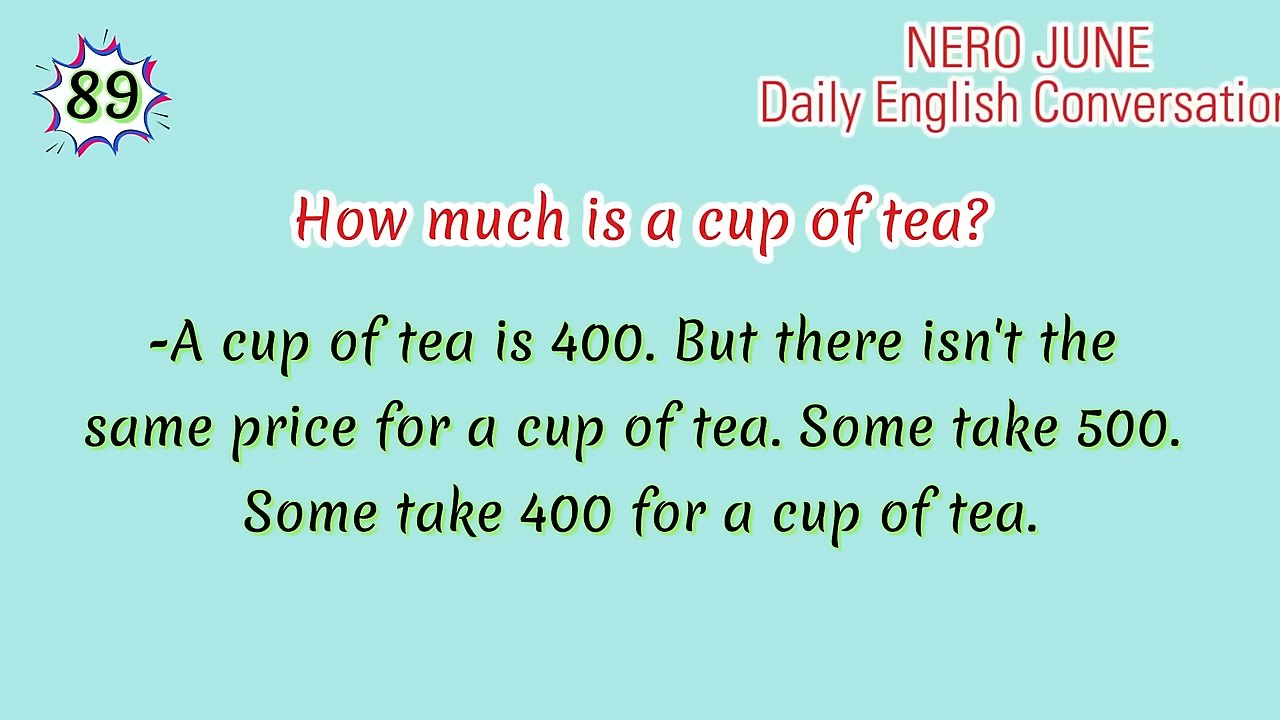 89
NERO JUNE
Daily English Conversation
How much is a cup of tea?
-A cup of tea is 400. But there isn't the
same price for a cup of tea. Some take 500.
Some take 400 for a cup of tea.